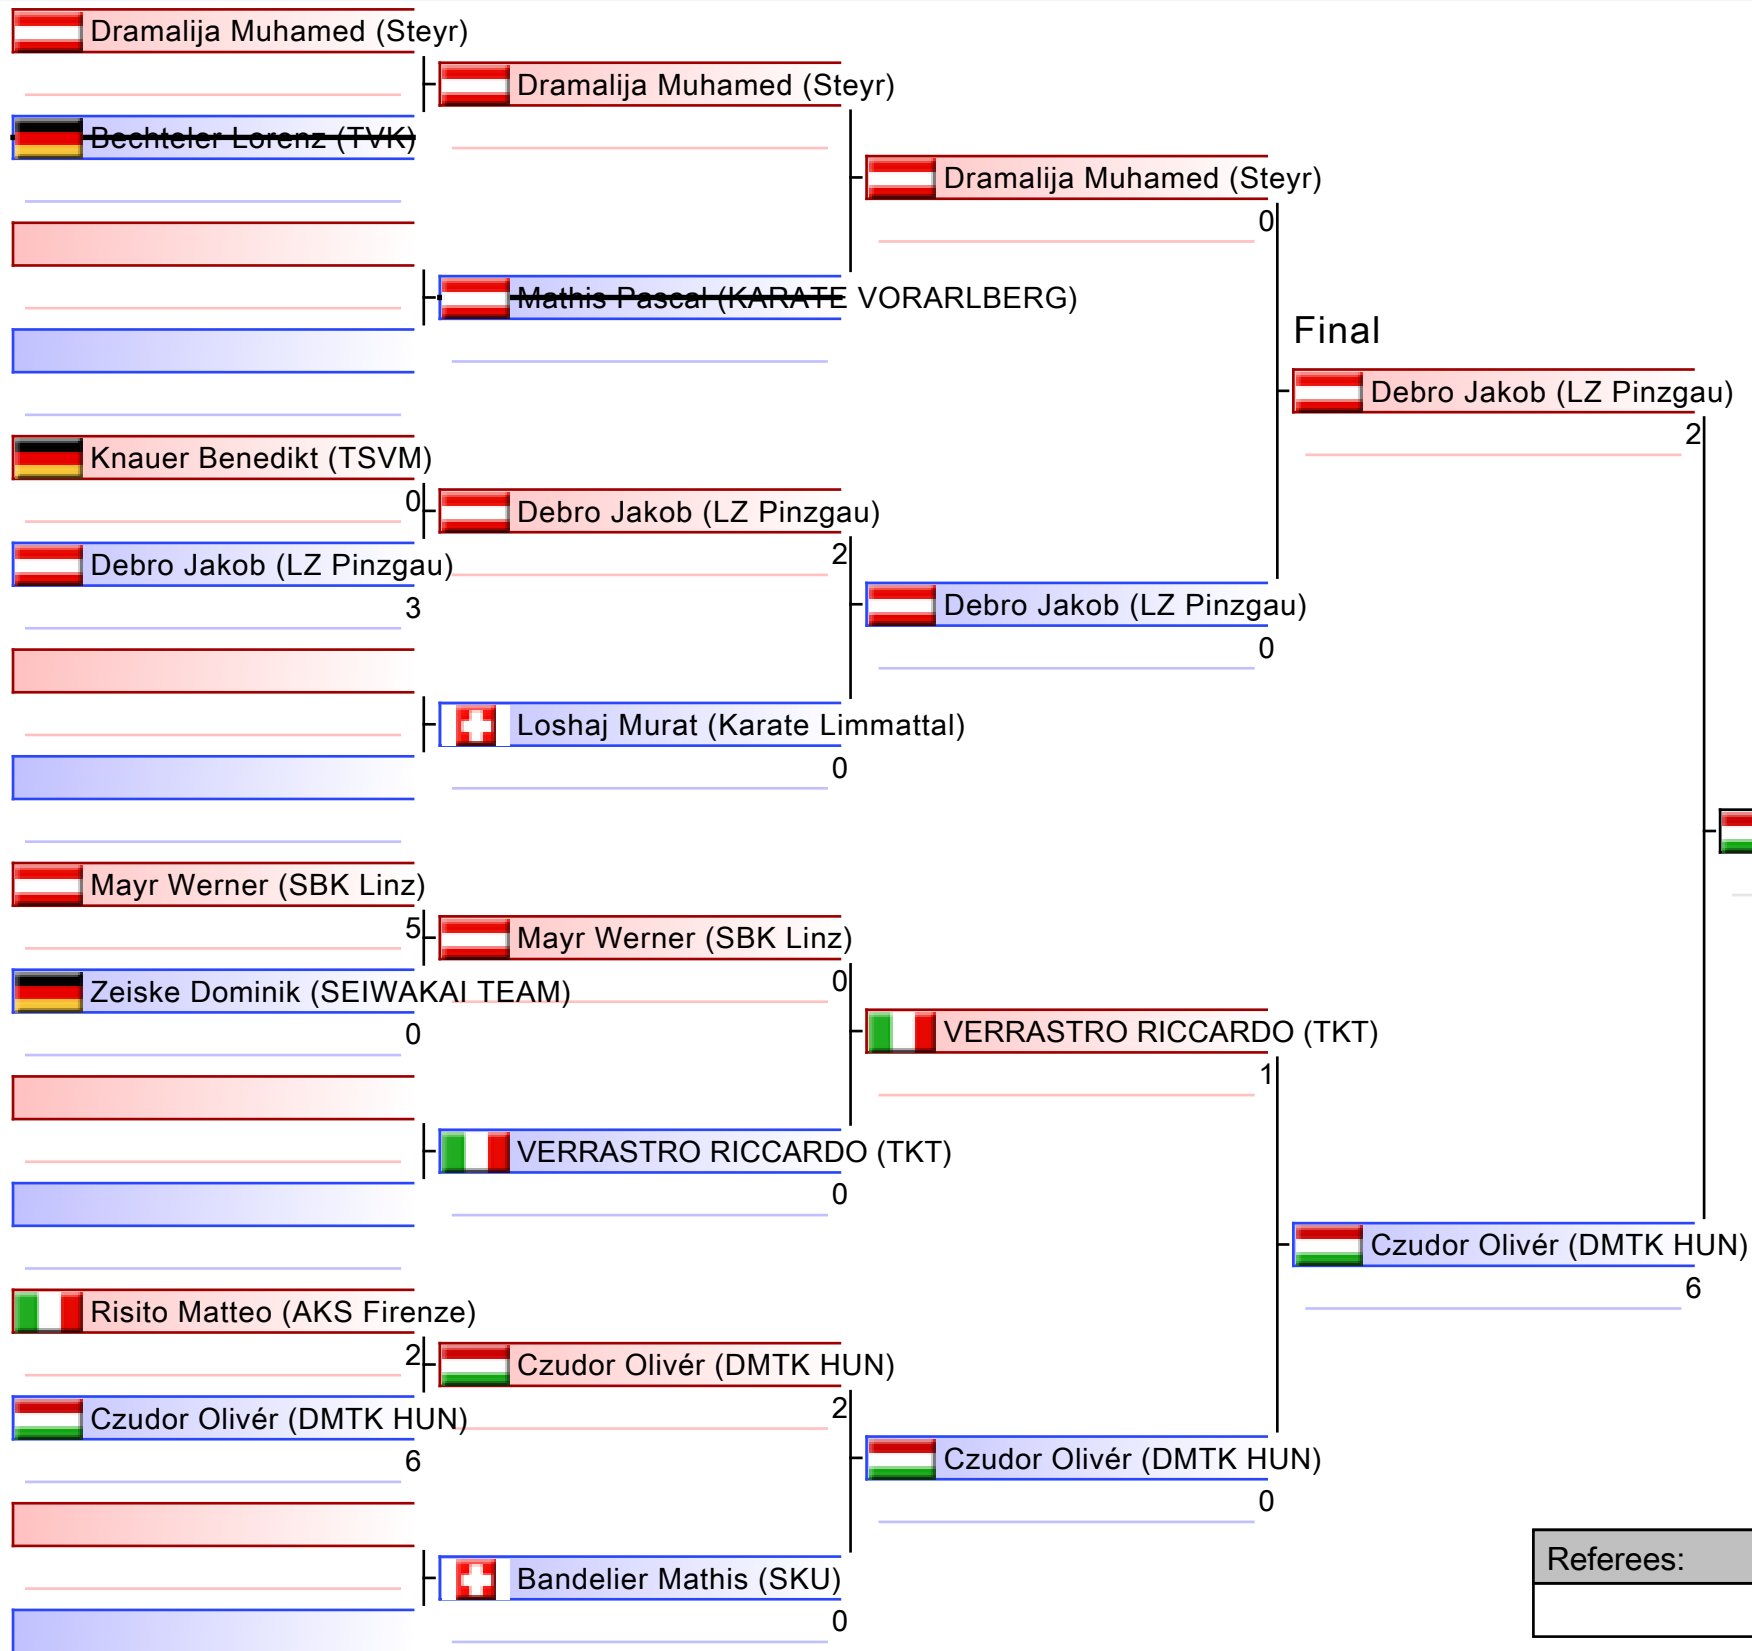 Dramalija Muhamed (Steyr)
Dramalija Muhamed (Steyr)
Bechteler Lorenz (TVK)
Dramalija Muhamed (Steyr)
0
Mathis Pascal (KARATE VORARLBERG)
Final
Debro Jakob (LZ Pinzgau)
2
Knauer Benedikt (TSVM)
0
Debro Jakob (LZ Pinzgau)
2
Debro Jakob (LZ Pinzgau)
3
Debro Jakob (LZ Pinzgau)
0
Loshaj Murat (Karate Limmattal)
0
Mayr Werner (SBK Linz)
5
Mayr Werner (SBK Linz)
0
Zeiske Dominik (SEIWAKAI TEAM)
0
VERRASTRO RICCARDO (TKT)
1
VERRASTRO RICCARDO (TKT)
0
Czudor Olivér (DMTK HUN)
6
Risito Matteo (AKS Firenze)
2
Czudor Olivér (DMTK HUN)
2
Czudor Olivér (DMTK HUN)
6
Czudor Olivér (DMTK HUN)
0
Bandelier Mathis (SKU)
0
Referees: